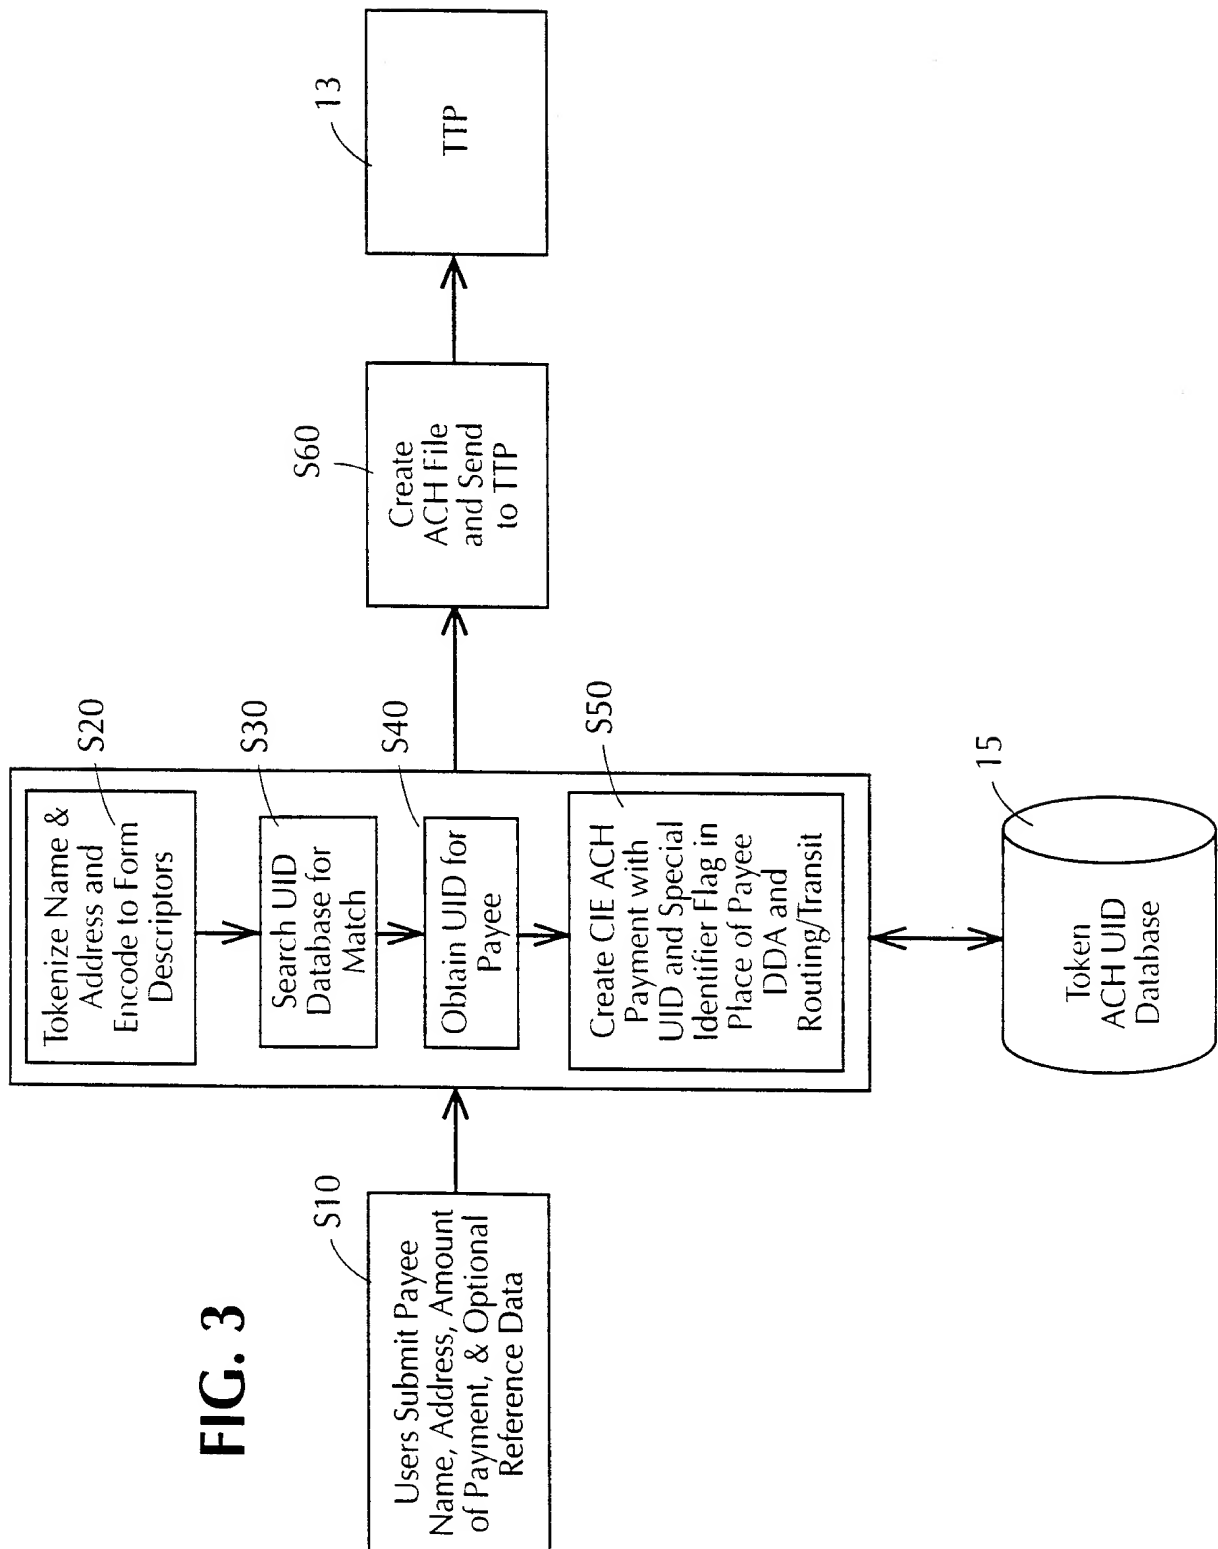 FIG. 3
S10
Users Submit Payee
Name, Address, Amount
of Payment, & Optional
Reference Data
S20
Tokenize Name &
Address and
Encode to Form
Descriptors
S30
Search UID
Database for
Match
S40
Obtain UID for
Payee
S50
Create CIE ACH
Payment with
UID and Special
Identifier Flag in
Place of Payee
DDA and
Routing/Transit
15
Token
ACH UID
Database
S60
Create
ACH File
and Send
to TTP
13
TTP